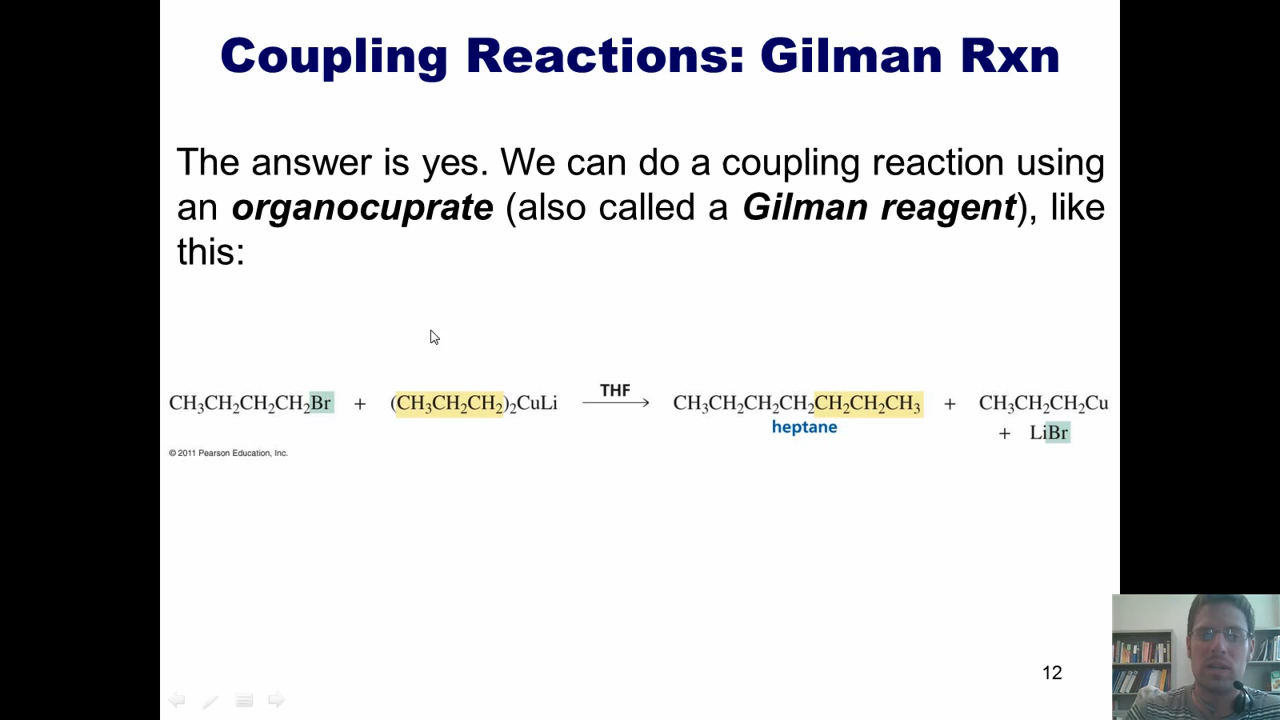 Coupling Reactions: Gilman Rxn
The answer is yes. We can do a coupling reaction using
an organocuprate (also called a Gilman reagent), like
this:
CH₃CH₂CH₂CH₂Br + (CH₃CH₂CH₂)₂CuLi THF CH₃CH₂CH₂CH₂CH₂CH₂CH₃ + CH₃CH₂CH₂Cu
heptane + LiBr
© 2011 Pearson Education, Inc.
12